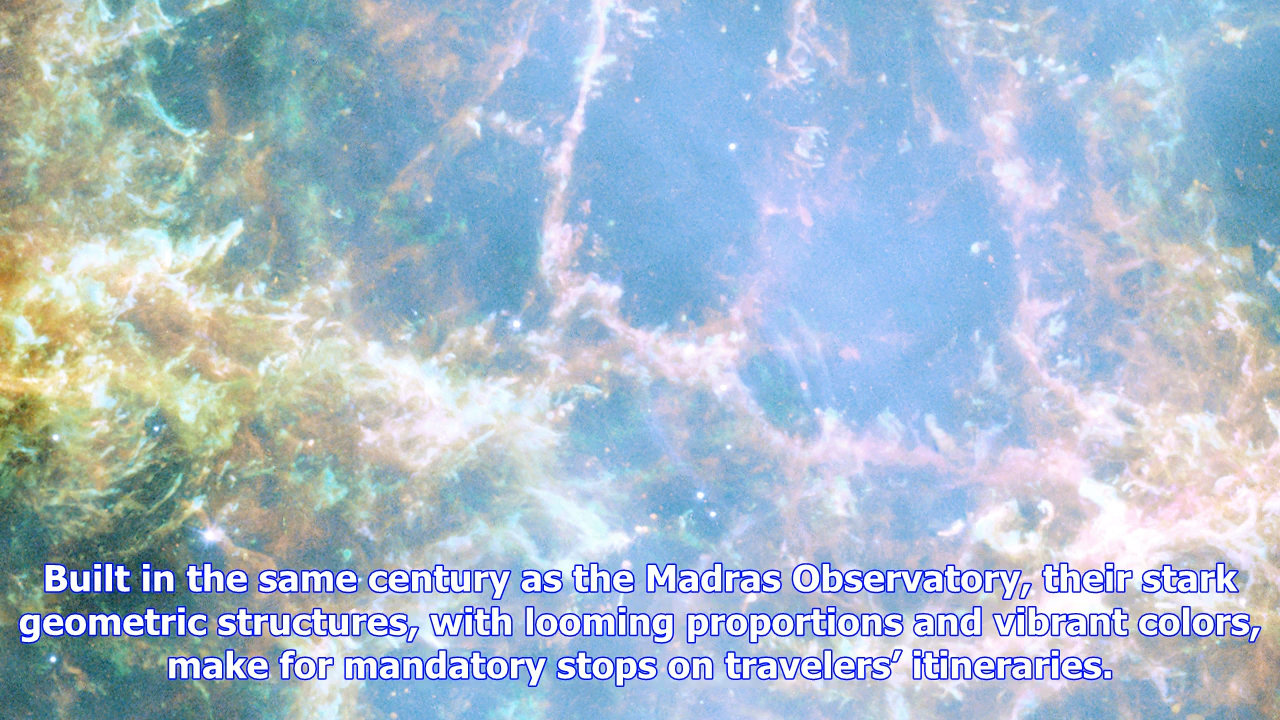 Built in the same century as the Madras Observatory, their stark
geometric structures, with looming proportions and vibrant colors,
make for mandatory stops on travelers’ itineraries.